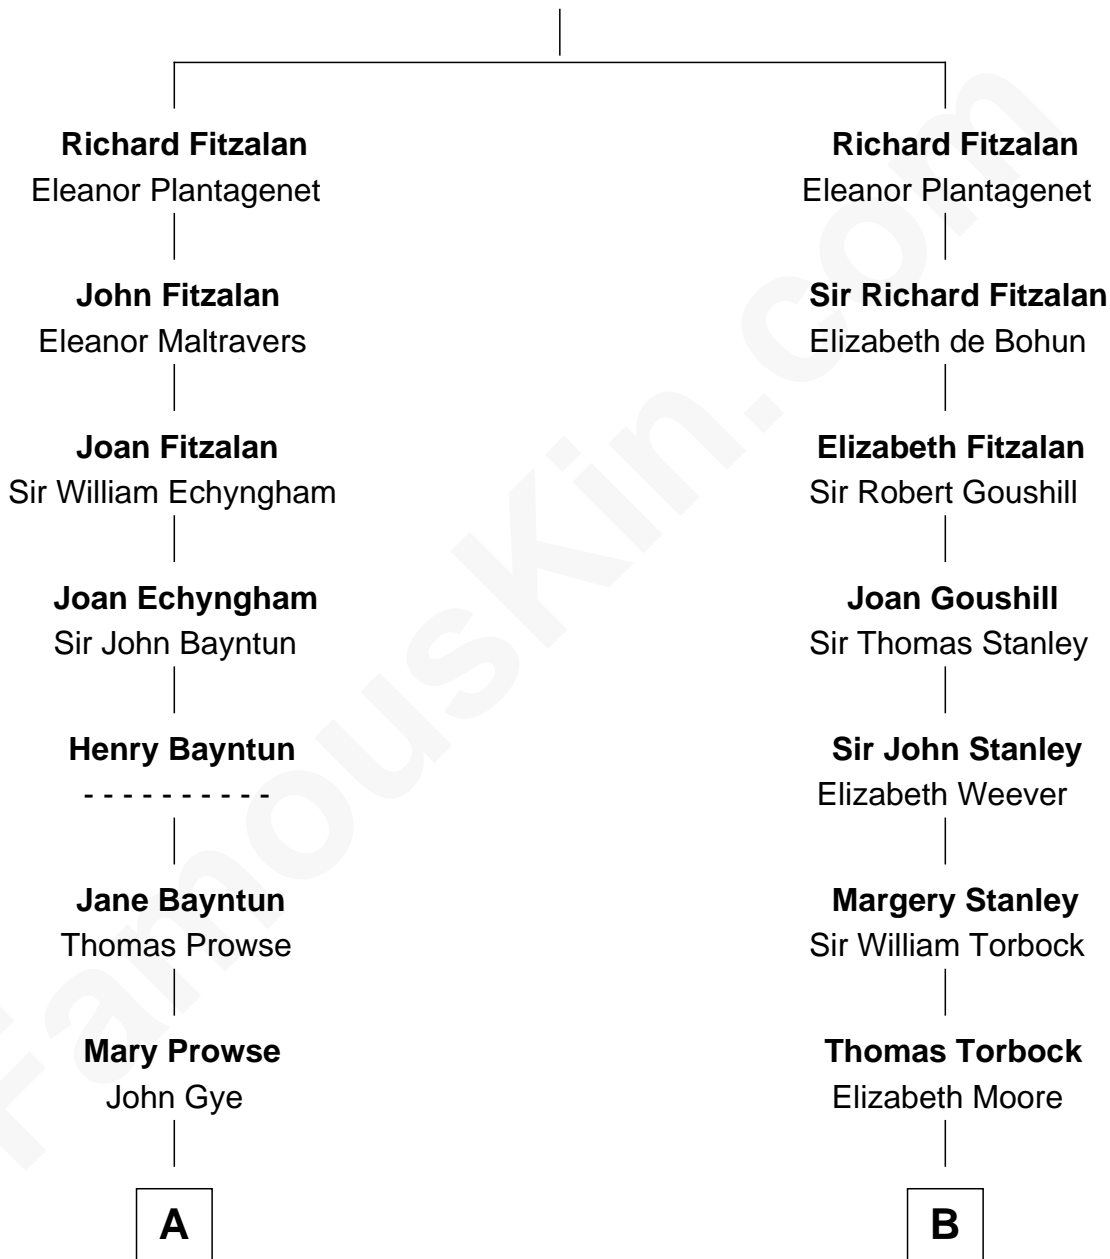 Richard Fitzalan
Eleanor Plantagenet
John Fitzalan
Eleanor Maltravers
Joan Fitzalan
Sir William Echyngham
Joan Echyngham
Sir John Bayntun
Henry Bayntun
- - - - - - - - - -
Jane Bayntun
Thomas Prowse
Mary Prowse
John Gye
A
Richard Fitzalan
Eleanor Plantagenet
Sir Richard Fitzalan
Elizabeth de Bohun
Elizabeth Fitzalan
Sir Robert Goushill
Joan Goushill
Sir Thomas Stanley
Sir John Stanley
Elizabeth Weever
Margery Stanley
Sir William Torbock
Thomas Torbock
Elizabeth Moore
B
FamousKin.com